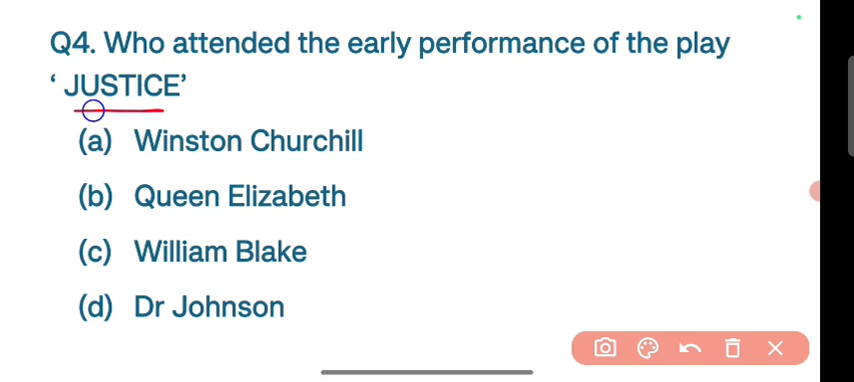 Q4. Who attended the early performance of the play
‘ JUSTICE’
(a) Winston Churchill
(b) Queen Elizabeth
(c) William Blake
(d) Dr Johnson